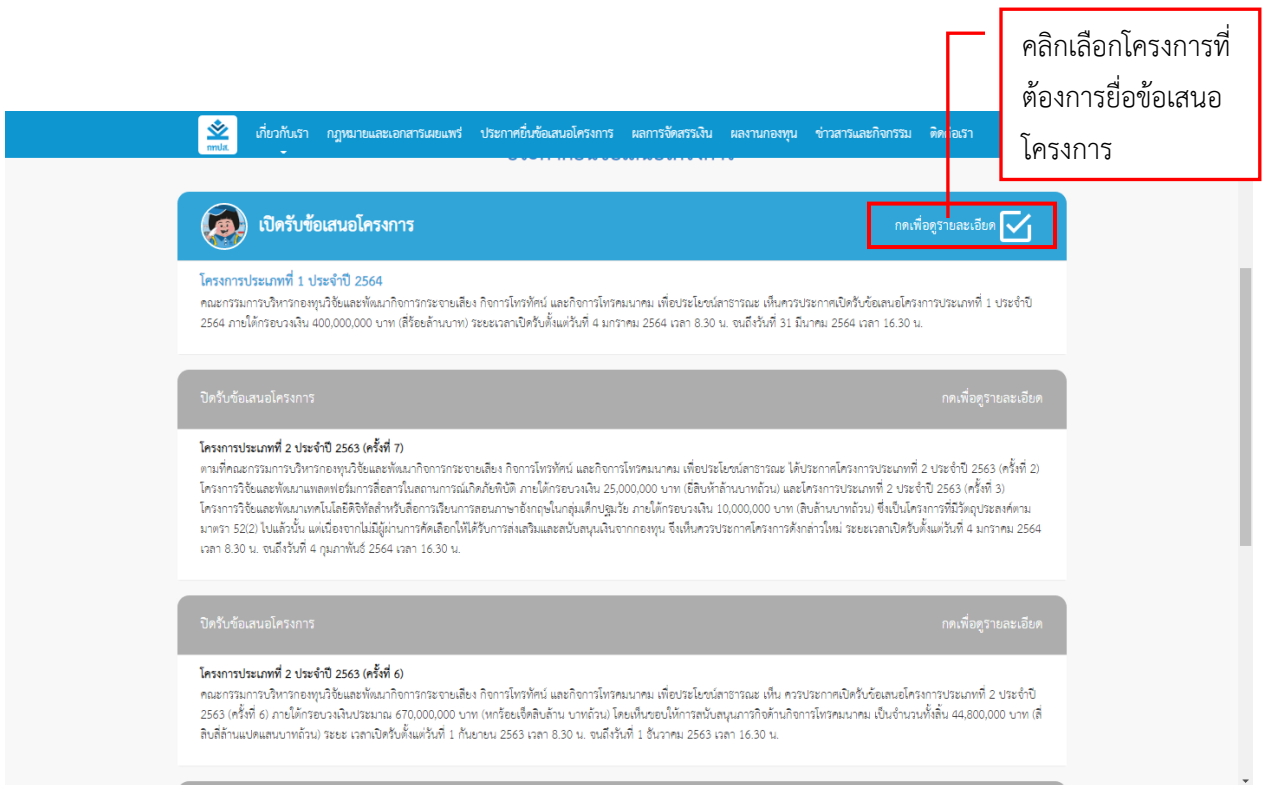 คลิกเลือกโครงการที่
ต้องการยื่อข้อเสนอ
โครงการ
กทปส.
เกี่ยวกับเรา กฎหมายและเอกสารเผยแพร่ ประกาศยื่นข้อเสนอโครงการ ผลการจัดสรรเงิน ผลงานกองทุน ข่าวสารและกิจกรรม ติดต่อเรา
เปิดรับข้อเสนอโครงการ กดเพื่อดูรายละเอียด
โครงการประเภทที่ 1 ประจำปี 2564
คณะกรรมการบริหารกองทุนวิจัยและพัฒนากิจการกระจายเสียง กิจการโทรทัศน์ และกิจการโทรคมนาคม เพื่อประโยชน์สาธารณะ เห็นควรประกาศเปิดรับข้อเสนอโครงการประเภทที่ 1 ประจำปี
2564 ภายใต้กรอบวงเงิน 400,000,000 บาท (สี่ร้อยล้านบาท) ระยะเวลาเปิดรับตั้งแต่วันที่ 4 มกราคม 2564 เวลา 8.30 น. จนถึงวันที่ 31 มีนาคม 2564 เวลา 16.30 น.
ปิดรับข้อเสนอโครงการ กดเพื่อดูรายละเอียด
โครงการประเภทที่ 2 ประจำปี 2563 (ครั้งที่ 7)
ตามที่คณะกรรมการบริหารกองทุนวิจัยและพัฒนากิจการกระจายเสียง กิจการโทรทัศน์ และกิจการโทรคมนาคม เพื่อประโยชน์สาธารณะ ได้ประกาศโครงการประเภทที่ 2 ประจำปี 2563 (ครั้งที่ 2)
โครงการวิจัยและพัฒนาแพลตฟอร์มการสื่อสารในสถานการณ์เกิดภัยพิบัติ ภายใต้กรอบวงเงิน 25,000,000 บาท (ยี่สิบห้าล้านบาทถ้วน) และโครงการประเภทที่ 2 ประจำปี 2563 (ครั้งที่ 3)
โครงการวิจัยและพัฒนาเทคโนโลยีดิจิทัลสำหรับสื่อการเรียนการสอนภาษาอังกฤษในกลุ่มเด็กปฐมวัย ภายใต้กรอบวงเงิน 10,000,000 บาท (สิบล้านบาทถ้วน) ซึ่งเป็นโครงการที่มีวัตถุประสงค์ตาม
มาตรา 52(2) ไปแล้วนั้น แต่เนื่องจากไม่มีผู้ผ่านการคัดเลือกให้ได้รับการส่งเสริมและสนับสนุนเงินจากกองทุน จึงเห็นควรประกาศโครงการดังกล่าวใหม่ ระยะเวลาเปิดรับตั้งแต่วันที่ 4 มกราคม 2564
เวลา 8.30 น. จนถึงวันที่ 4 กุมภาพันธ์ 2564 เวลา 16.30 น.
ปิดรับข้อเสนอโครงการ กดเพื่อดูรายละเอียด
โครงการประเภทที่ 2 ประจำปี 2563 (ครั้งที่ 6)
คณะกรรมการบริหารกองทุนวิจัยและพัฒนากิจการกระจายเสียง กิจการโทรทัศน์ และกิจการโทรคมนาคม เพื่อประโยชน์สาธารณะ เห็น ควรประกาศเปิดรับข้อเสนอโครงการประเภทที่ 2 ประจำปี
2563 (ครั้งที่ 6) ภายใต้กรอบวงเงินประมาณ 670,000,000 บาท (หกร้อยเจ็ดสิบล้าน บาทถ้วน) โดยเห็นชอบให้การสนับสนุนภารกิจด้านกิจการโทรคมนาคม เป็นจำนวนทั้งสิ้น 44,800,000 บาท (สี่
สิบสี่ล้านแปดแสนบาทถ้วน) ระยะ เวลาเปิดรับตั้งแต่วันที่ 1 กันยายน 2563 เวลา 8.30 น. จนถึงวันที่ 1 ธันวาคม 2563 เวลา 16.30 น.